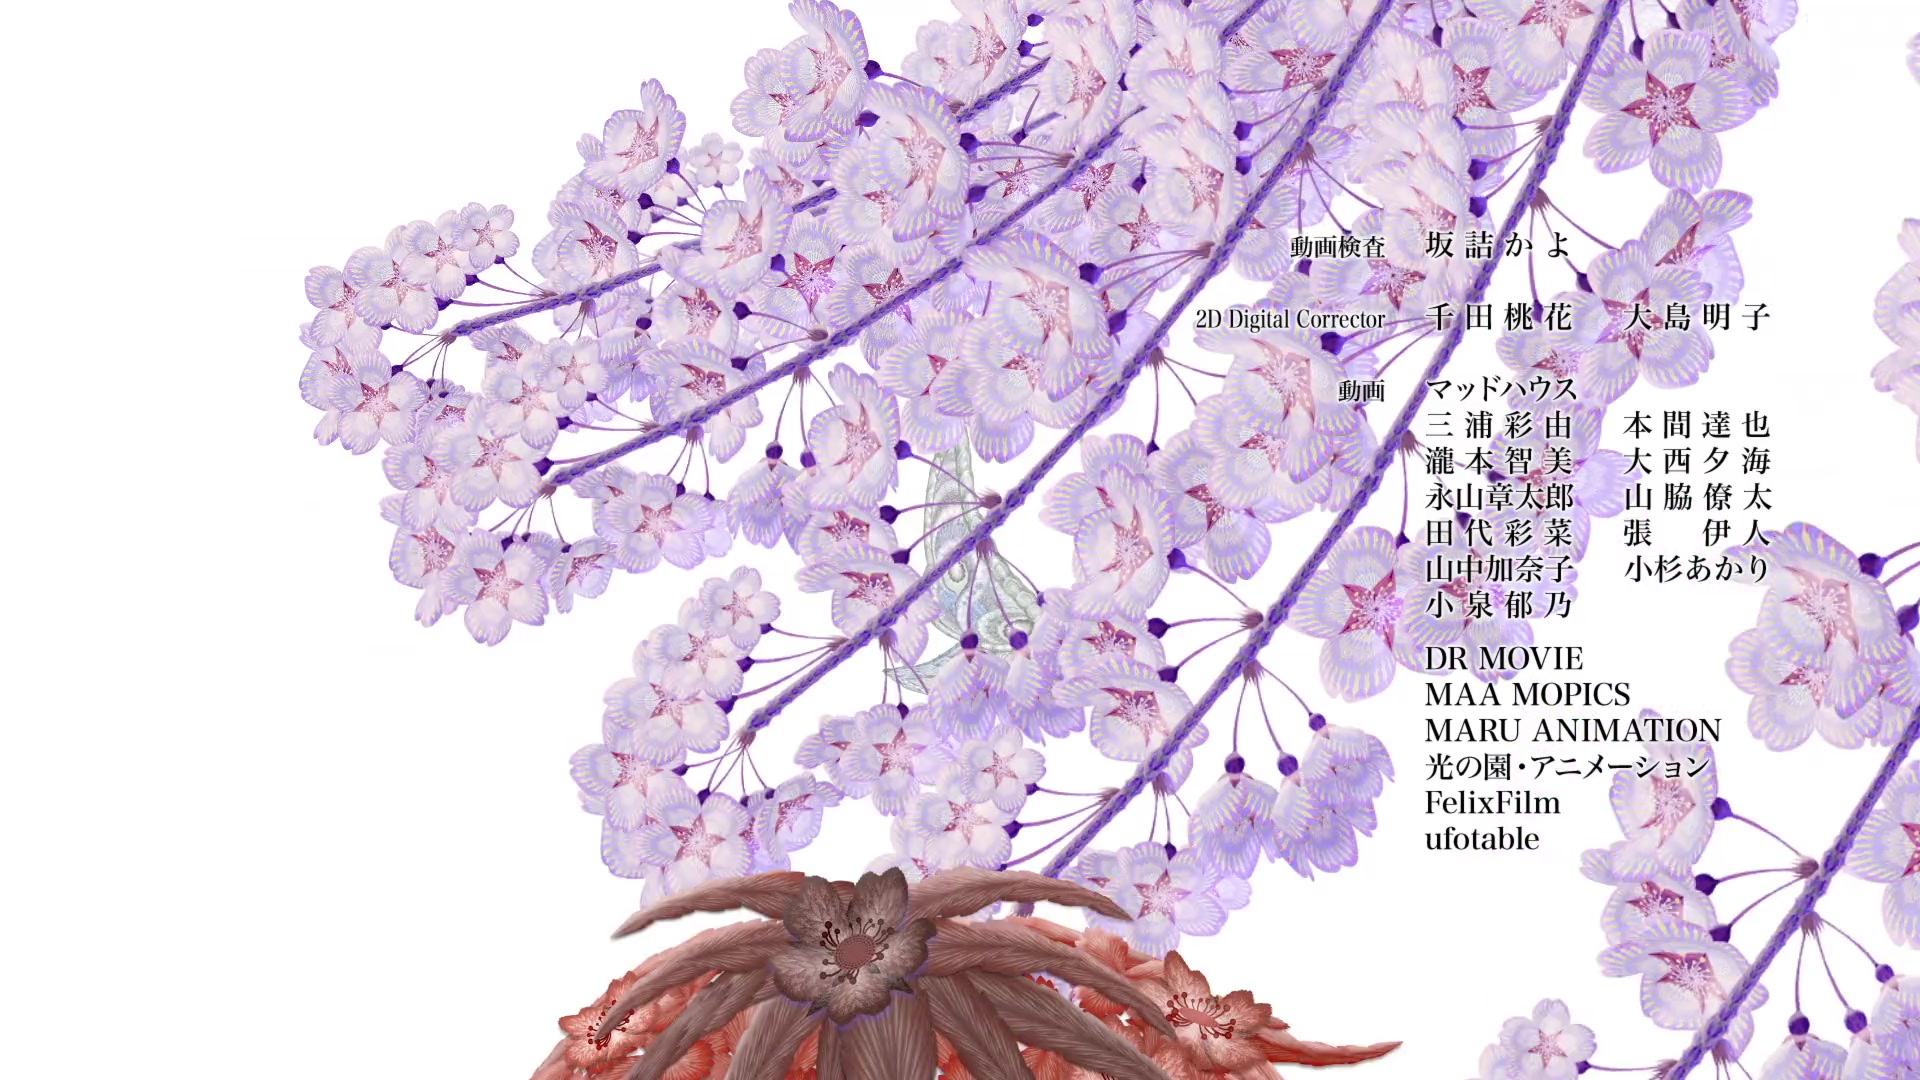 動画検査 坂詰かよ
2D Digital Corrector 千田桃花 大島明子
動画 マッドハウス
三浦彩由 本間達也
瀧本智美 大西夕海
永山章太郎 山脇僚太
田代彩菜 張 伊人
山中加奈子 小杉あかり
小泉郁乃
DR MOVIE
MAA MOPICS
MARU ANIMATION
光の園・アニメーション
FelixFilm
ufotable